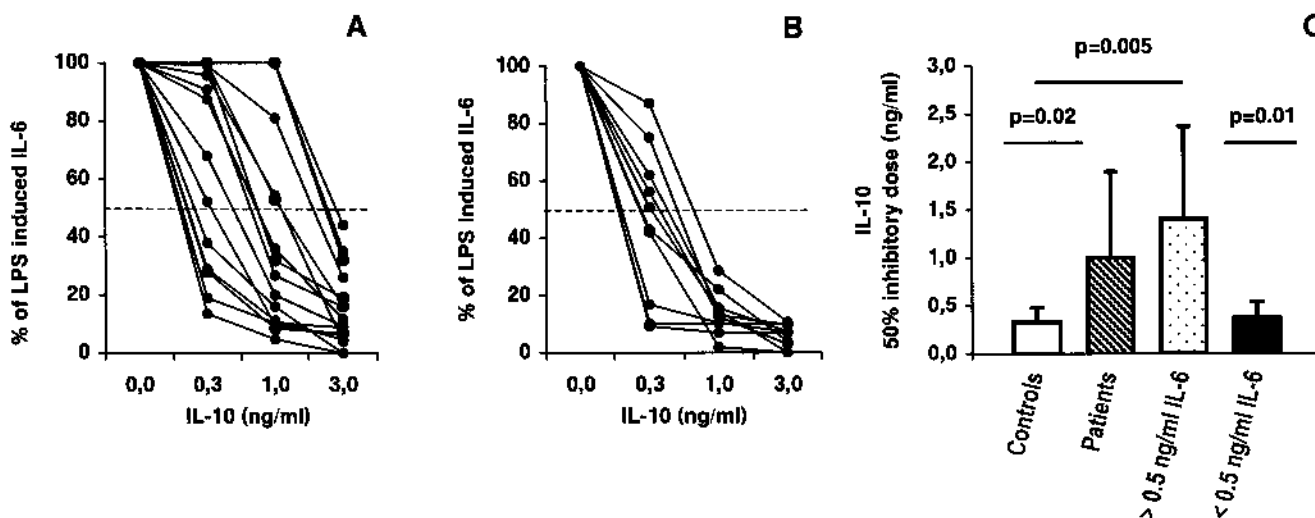 A
% of LPS induced IL-6
100
80
60
40
20
0
0,0 0,3 1,0 3,0
IL-10 (ng/ml)
B
% of LPS induced IL-6
100
80
60
40
20
0
0,0 0,3 1,0 3,0
IL-10 (ng/ml)
IL-10
50% inhibitory dose (ng/ml)
3,0
2,5
2,0
1,5
1,0
0,5
0,0
p=0.005
p=0.02
p=0.01
Controls
Patients
> 0.5 ng/ml IL-6
< 0.5 ng/ml IL-6